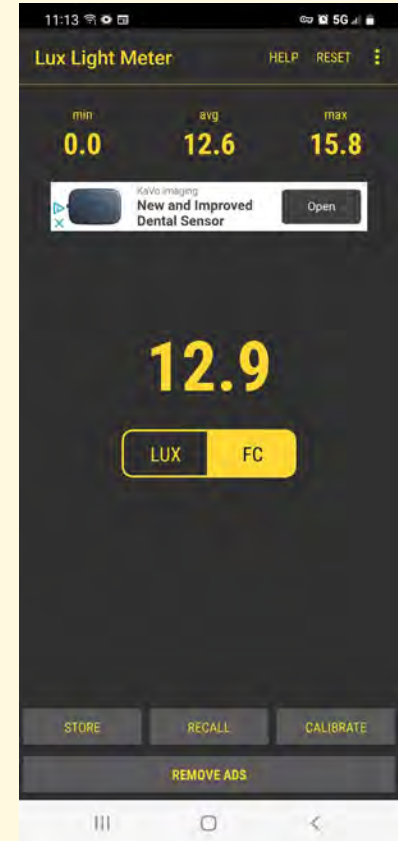 11:13
5G
Lux Light Meter
HELP
RESET
min
avg
max
0.0
12.6
15.8
KaVo Imaging
New and Improved
Dental Sensor
Open
12.9
LUX
FC
STORE
RECALL
CALIBRATE
REMOVE ADS